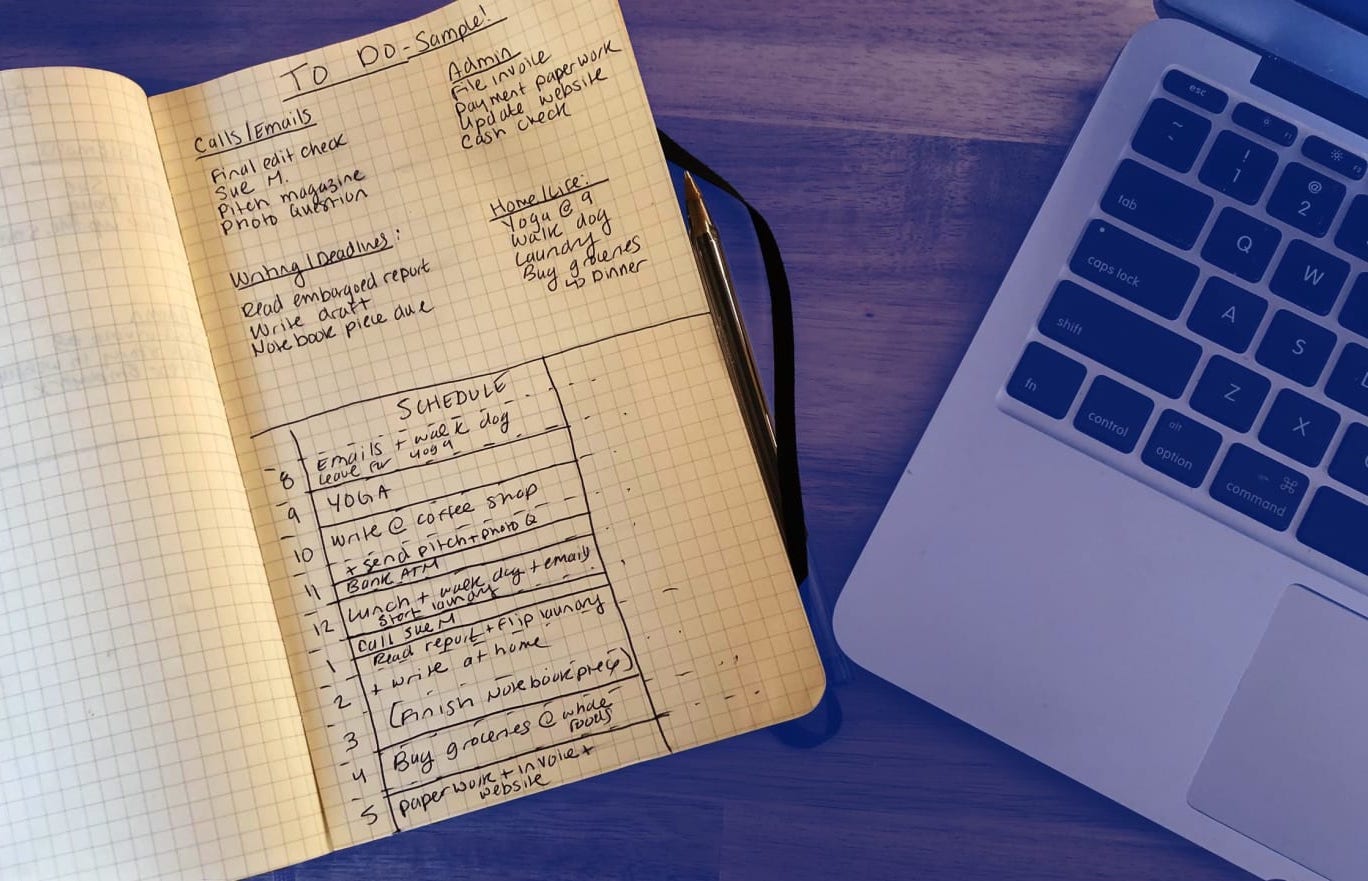 TO DO - Sample!
Calls/Emails
Final edit check
Sue M.
Pitch magazine
Photo Question
Writing/Deadlines:
Read embargoed report
Write draft
Notebook piece due
Admin
File invoice
Payment paperwork
Update website
Cash check
Home/Life:
Yoga @ 9
Walk dog
Laundry
Buy groceries
↳ Dinner
SCHEDULE
8 Emails + walk dog
Leave for yoga
9 YOGA
10 Write @ coffee shop
+ send pitch + photo Q
11 Bank ATM
Lunch + walk dog + email
12 Start laundry
Call Sue M
1 Read report + flip laundry
2 + write at home
(Finish Notebook piece)
3
4 Buy groceries @ whole
foods
5 paperwork + invoice +
website
esc
~
`
!
1
@
2
tab
Q
W
caps lock
A
S
shift
Z
X
fn
control
alt
option
⌘
command